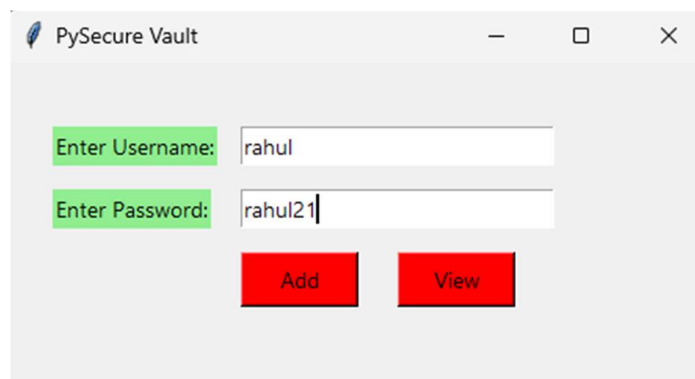 PySecure Vault
Enter Username: rahul
Enter Password: rahul21
Add View